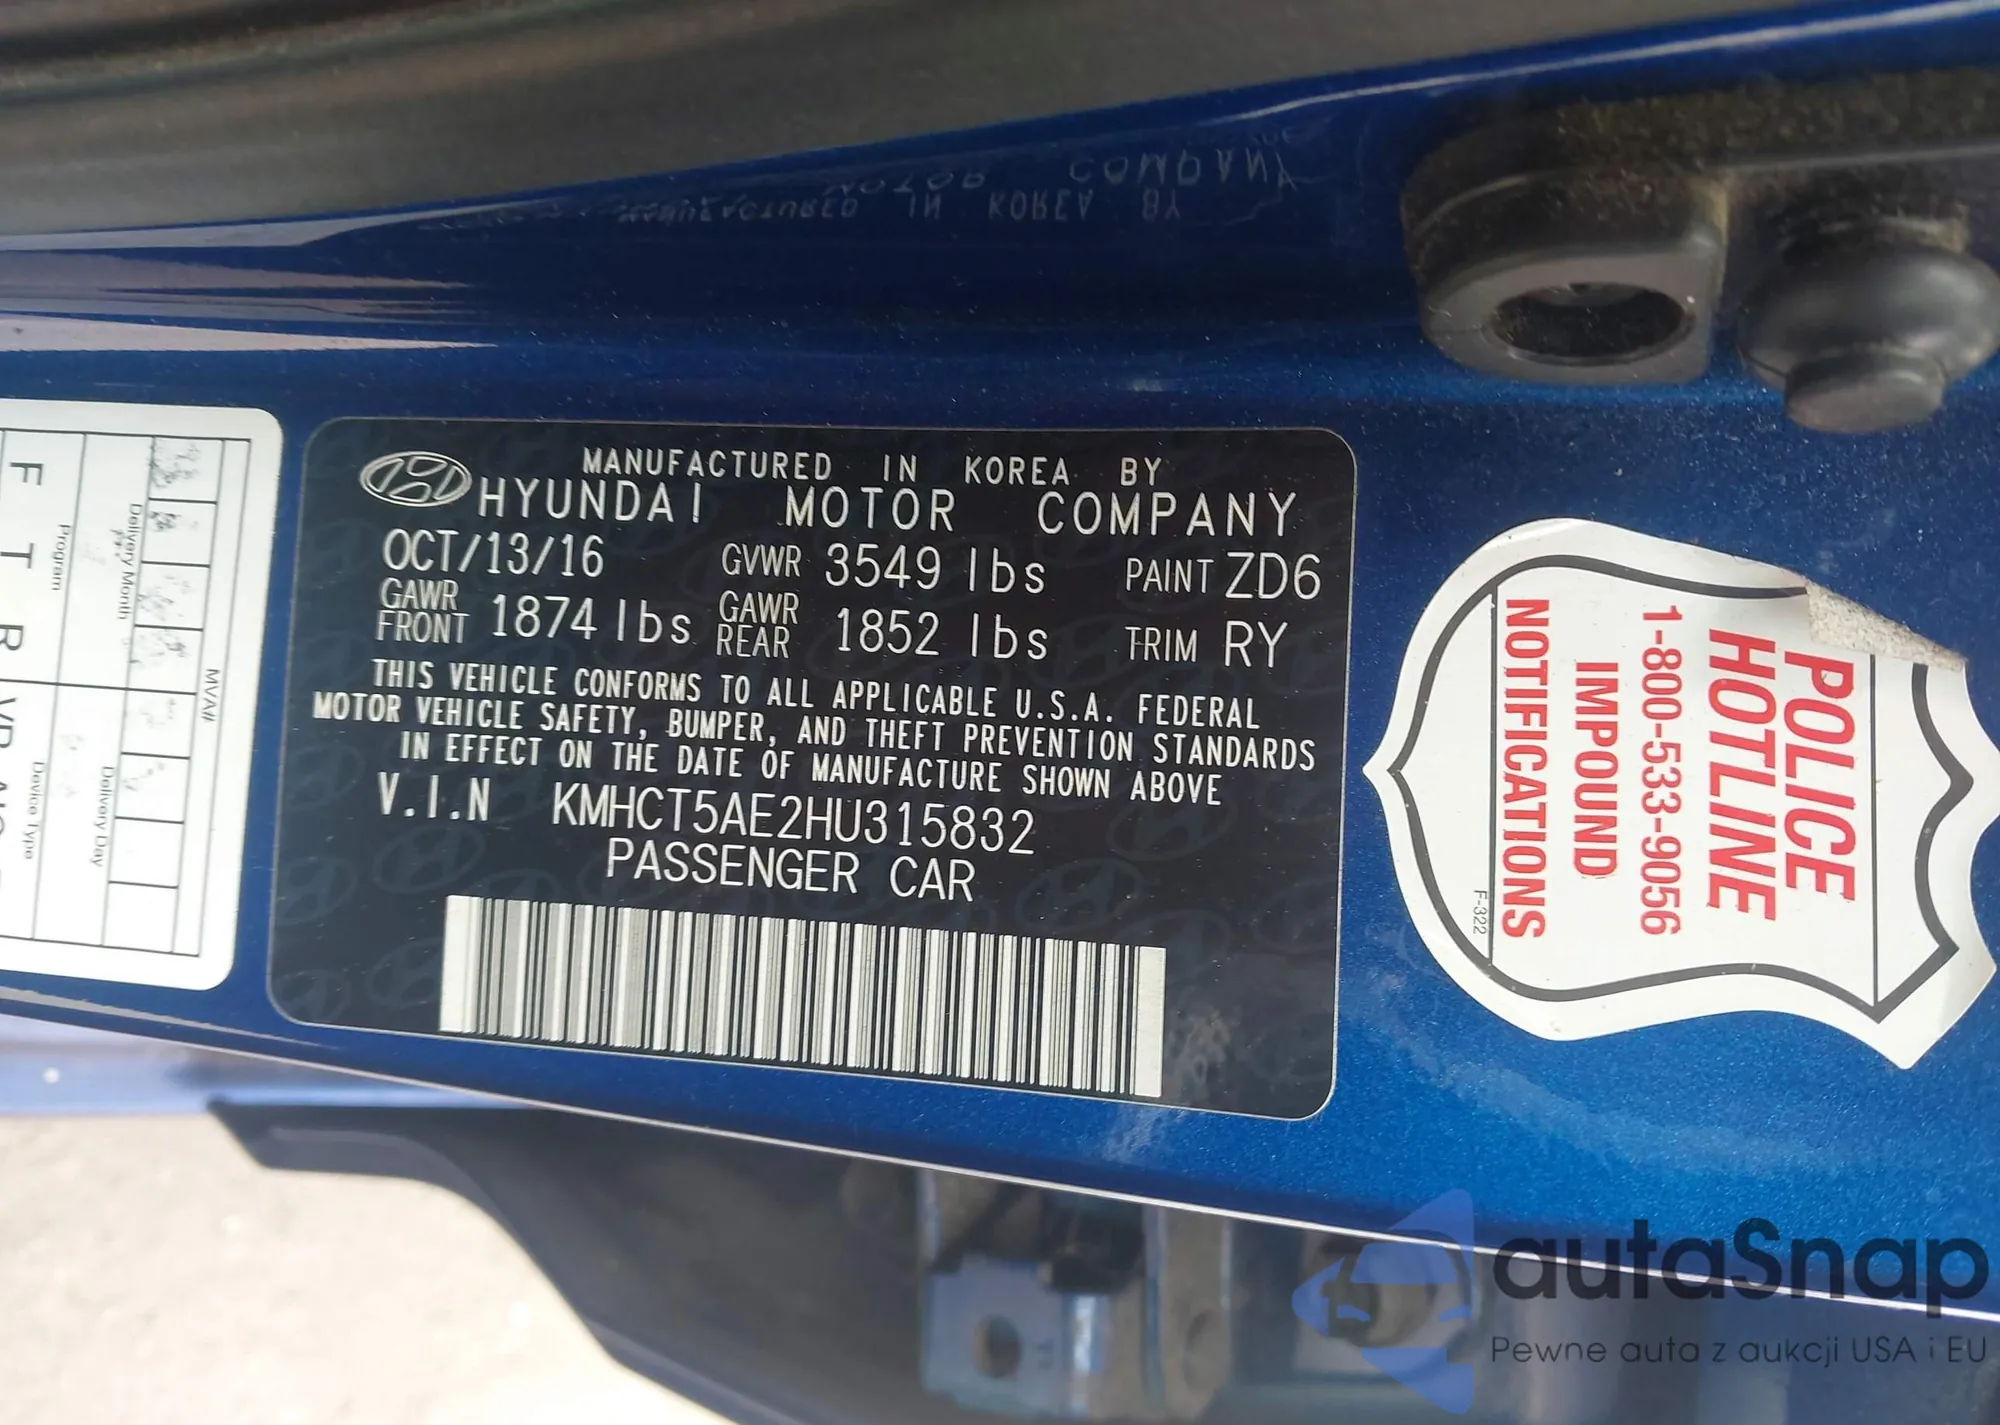 MANUFACTURED IN KOREA BY
HYUNDAI MOTOR COMPANY
OCT/13/16 GVWR 3549 lbs PAINT ZD6
GAWR FRONT 1874 lbs GAWR REAR 1852 lbs TRIM RY
THIS VEHICLE CONFORMS TO ALL APPLICABLE U.S.A. FEDERAL
MOTOR VEHICLE SAFETY, BUMPER, AND THEFT PREVENTION STANDARDS
IN EFFECT ON THE DATE OF MANUFACTURE SHOWN ABOVE
V.I.N KMHCT5AE2HU315832
PASSENGER CAR
POLICE
HOTLINE
1-800-533-9056
IMPOUND
NOTIFICATIONS
F-322
MVA#
Delivery Month
Delivery Day
Program
Device Type
F T R
autaSnap
Pewne auta z aukcji USA i EU